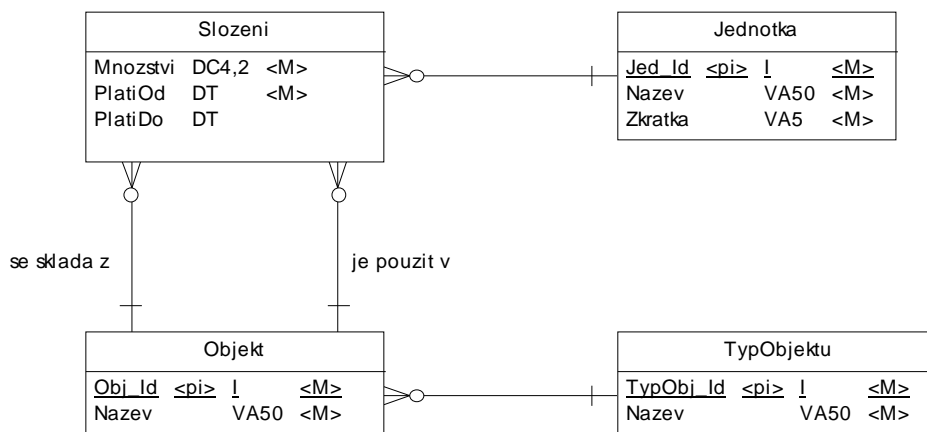 Slozeni
Mnozstvi DC4,2 <M>
PlatiOd DT <M>
PlatiDo DT
Jednotka
Jed_Id <pi> I <M>
Nazev VA50 <M>
Zkratka VA5 <M>
se sklada z
je pouzit v
Objekt
Obj_Id <pi> I <M>
Nazev VA50 <M>
TypObjektu
TypObj_Id <pi> I <M>
Nazev VA50 <M>